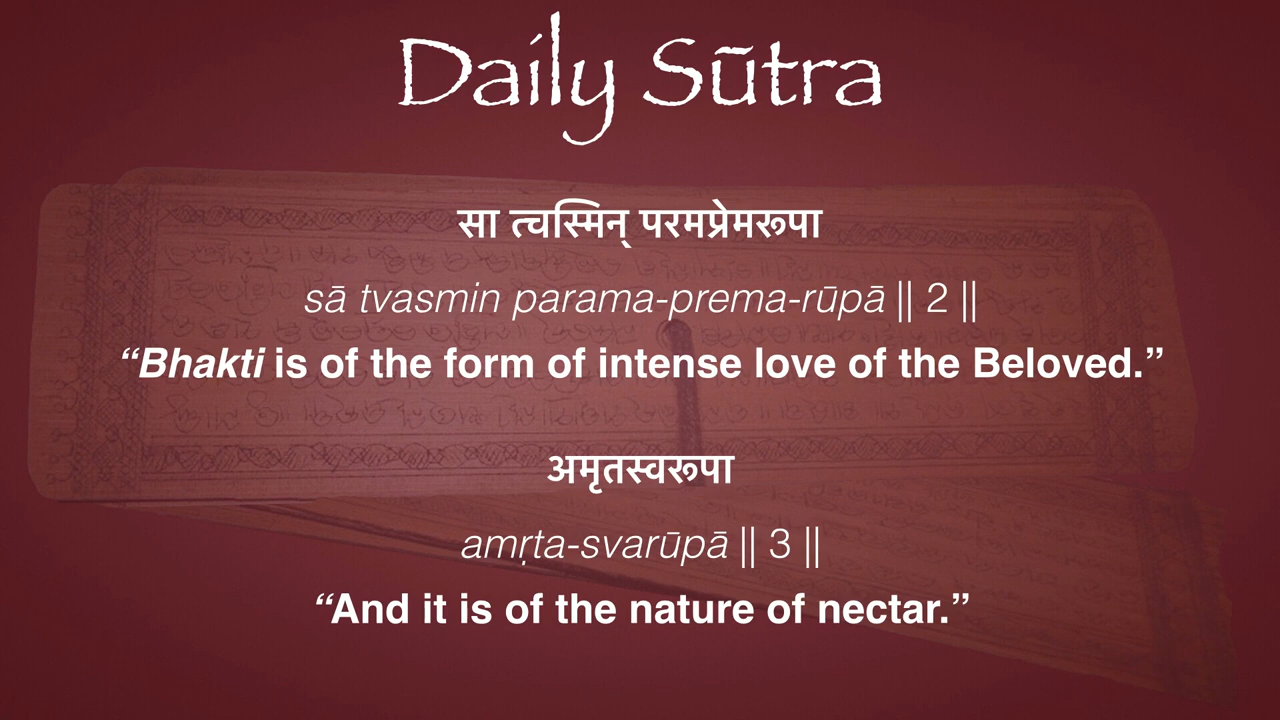 Daily Sūtra
सा त्चस्मिन् परमप्रेमरूपा
sā tvasmin parama-prema-rūpā || 2 ||
“Bhakti is of the form of intense love of the Beloved.”
अमृतस्वरूपा
amṛta-svarūpā || 3 ||
“And it is of the nature of nectar.”